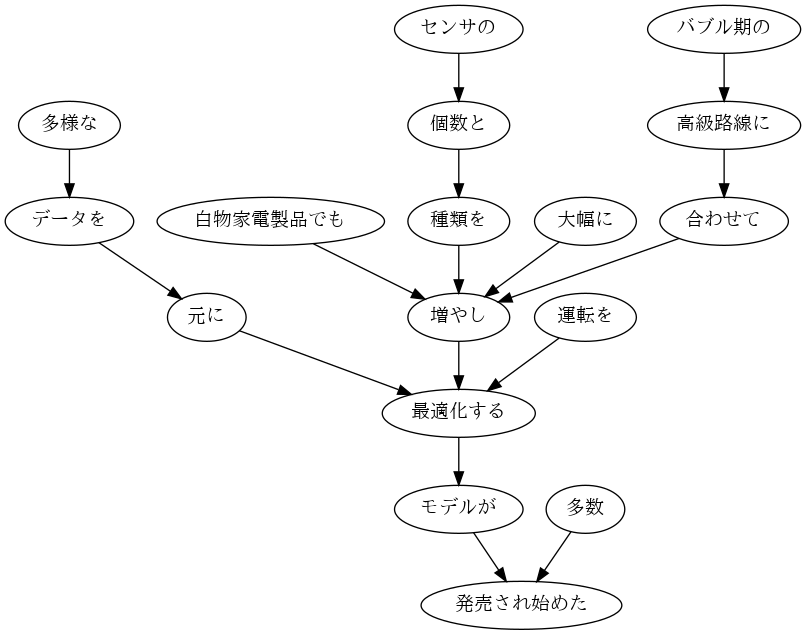 センサの
バブル期の
多様な
個数と
高級路線に
データを
白物家電製品でも
種類を
大幅に
合わせて
元に
増やし
運転を
最適化する
モデルが
多数
発売され始めた